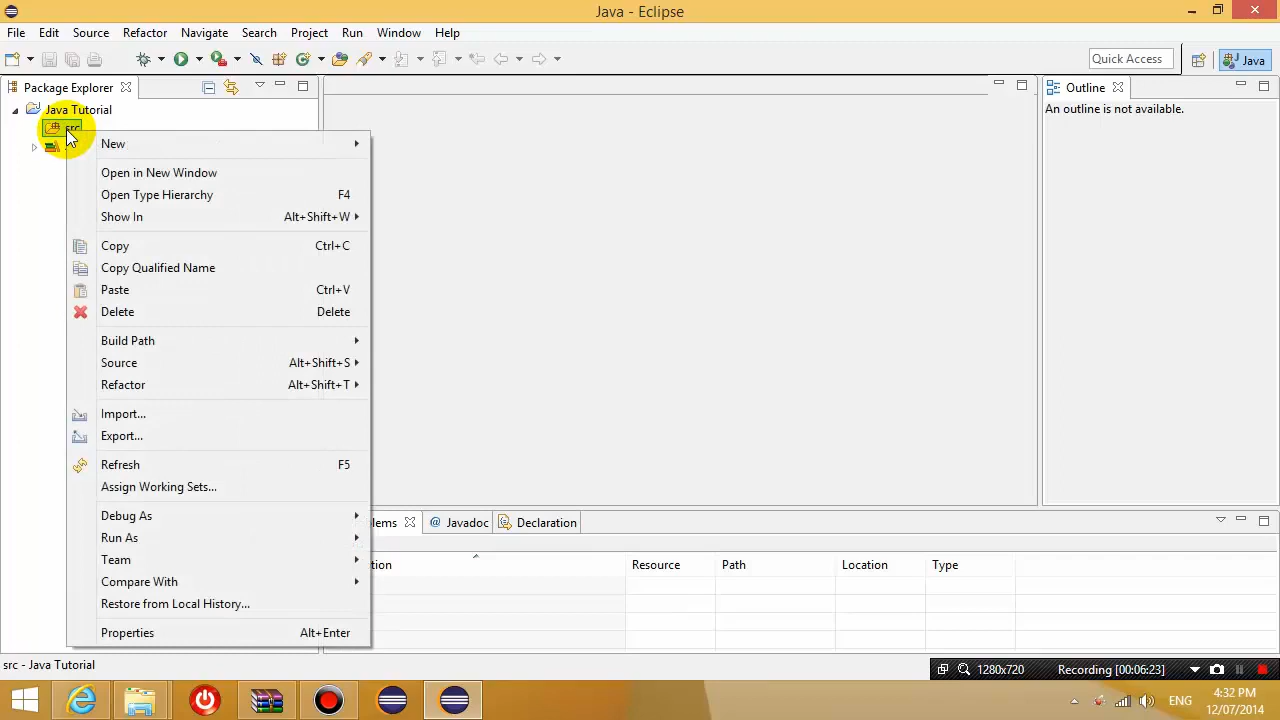 Java - Eclipse
File Edit Source Refactor Navigate Search Project Run Window Help
Quick Access Java
Package Explorer
Outline
Java Tutorial
An outline is not available.
src
New
Open in New Window
Open Type Hierarchy F4
Show In Alt+Shift+W
Copy Ctrl+C
Copy Qualified Name
Paste Ctrl+V
Delete Delete
Build Path
Source Alt+Shift+S
Refactor Alt+Shift+T
Import...
Export...
Refresh F5
Assign Working Sets...
Debug As
Run As
Team
Compare With
Restore from Local History...
Properties Alt+Enter
lems @ Javadoc Declaration
tion Resource Path Location Type
src - Java Tutorial
1280x720 Recording [00:06:23]
ENG
4:32 PM
12/07/2014